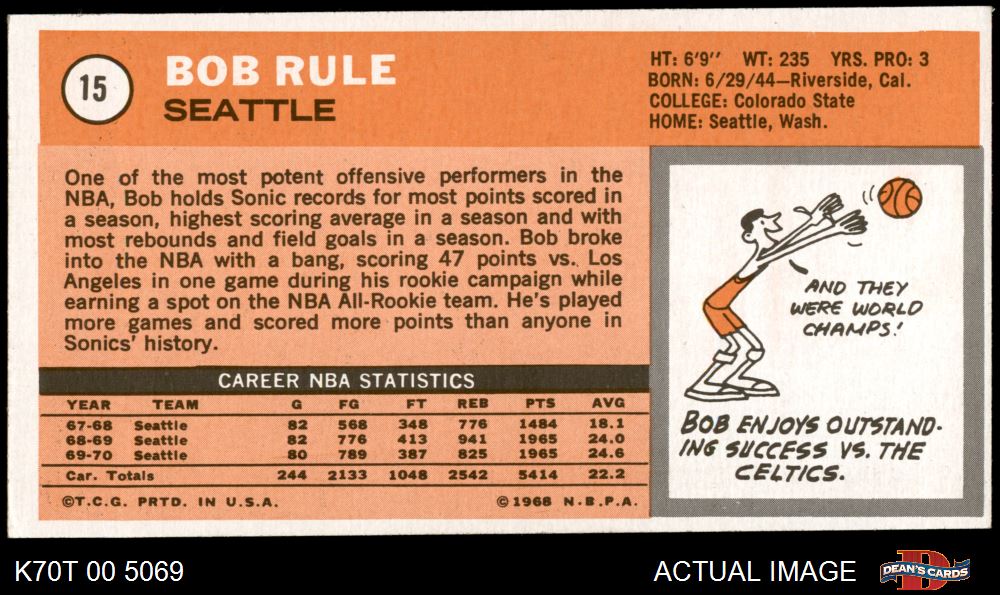 15
BOB RULE
SEATTLE
HT: 6'9'' WT: 235 YRS. PRO: 3
BORN: 6/29/44—Riverside, Cal.
COLLEGE: Colorado State
HOME: Seattle, Wash.
One of the most potent offensive performers in the
NBA, Bob holds Sonic records for most points scored in
a season, highest scoring average in a season and with
most rebounds and field goals in a season. Bob broke
into the NBA with a bang, scoring 47 points vs. Los
Angeles in one game during his rookie campaign while
earning a spot on the NBA All-Rookie team. He's played
more games and scored more points than anyone in
Sonics' history.
AND THEY
WERE WORLD
CHAMPS!
BOB ENJOYS OUTSTAND-
ING SUCCESS VS. THE
CELTICS.
CAREER NBA STATISTICS
YEAR TEAM G FG FT REB PTS AVG
67-68 Seattle 82 568 348 776 1484 18.1
68-69 Seattle 82 776 413 941 1965 24.0
69-70 Seattle 80 789 387 825 1965 24.6
Car. Totals 244 2133 1048 2542 5414 22.2
©T.C.G. PRTD. IN U.S.A. ©1968 N.B.P.A.
K70T 00 5069
ACTUAL IMAGE
D
DEAN'S CARDS